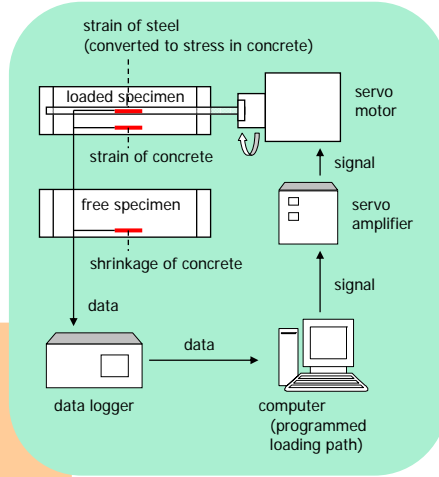 strain of steel
(converted to stress in concrete)
loaded specimen
servo
motor
strain of concrete
signal
free specimen
servo
amplifier
shrinkage of concrete
signal
data
data
data logger
computer
(programmed
loading path)